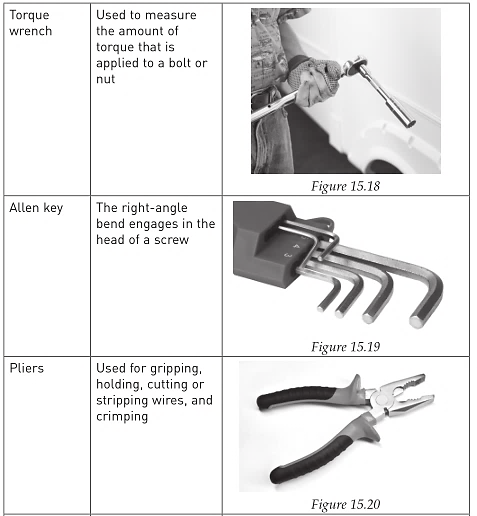 Torque
wrench
Used to measure
the amount of
torque that is
applied to a bolt or
nut
Figure 15.18
Allen key
The right-angle
bend engages in the
head of a screw
Figure 15.19
Pliers
Used for gripping,
holding, cutting or
stripping wires, and
crimping
Figure 15.20